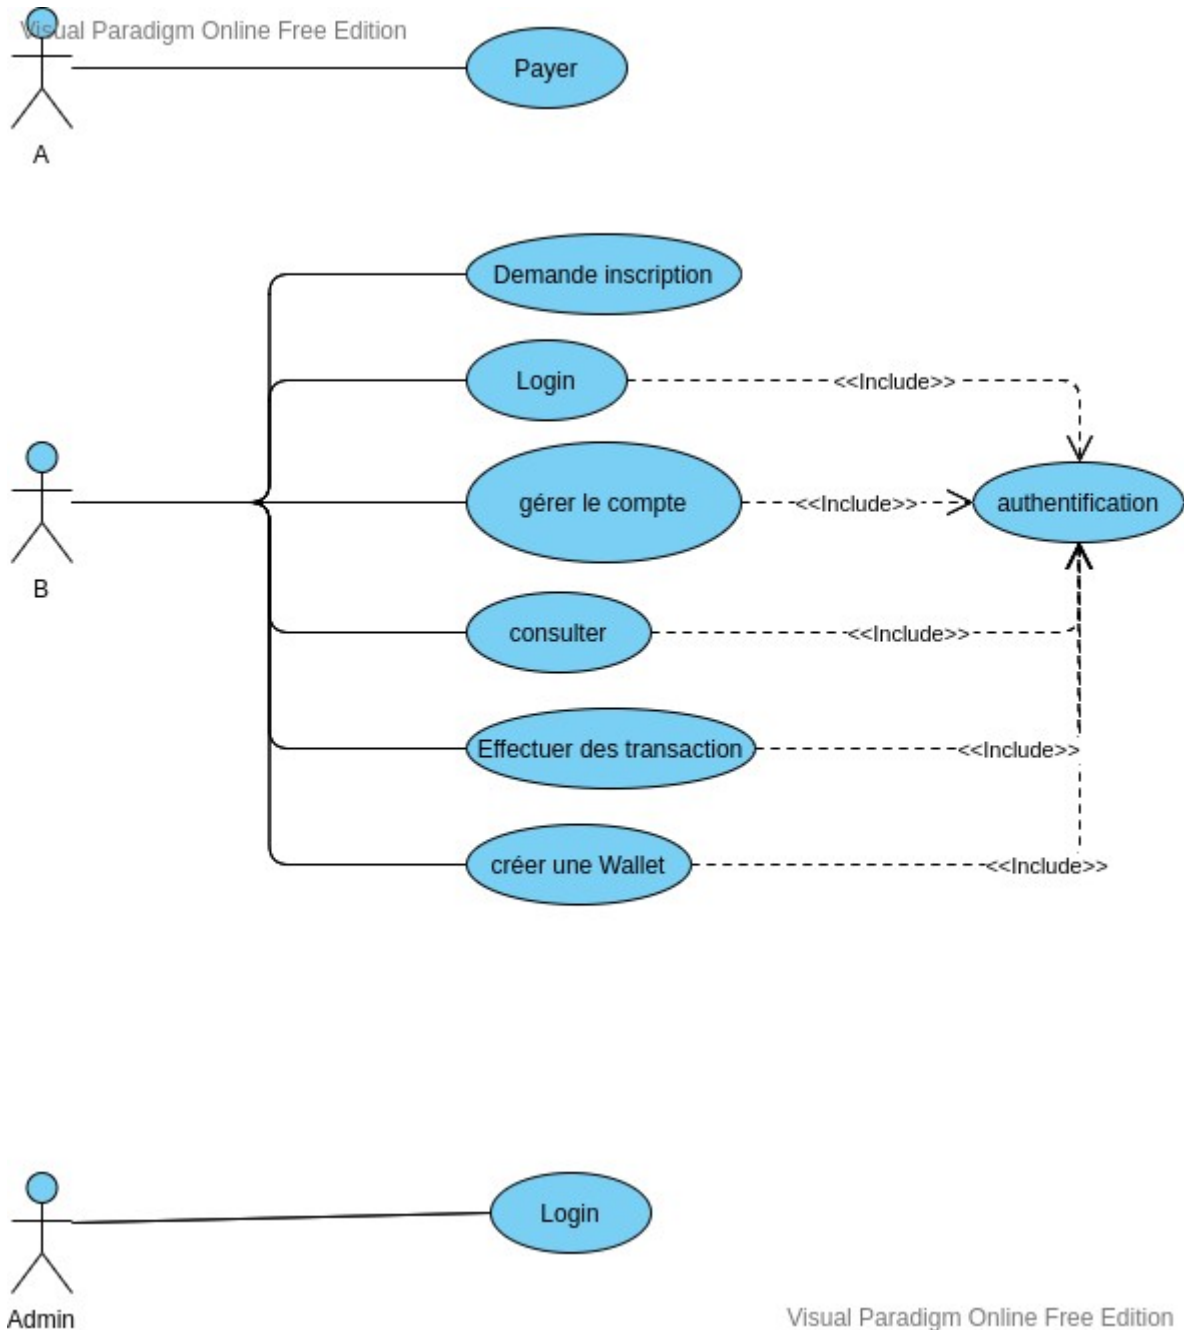 Visual Paradigm Online Free Edition
Payer
A
Demande inscription
Login
<<Include>>
gérer le compte
<<Include>>
authentification
B
consulter
<<Include>>
Effectuer des transaction
<<Include>>
créer une Wallet
<<Include>>
Login
Admin
Visual Paradigm Online Free Edition